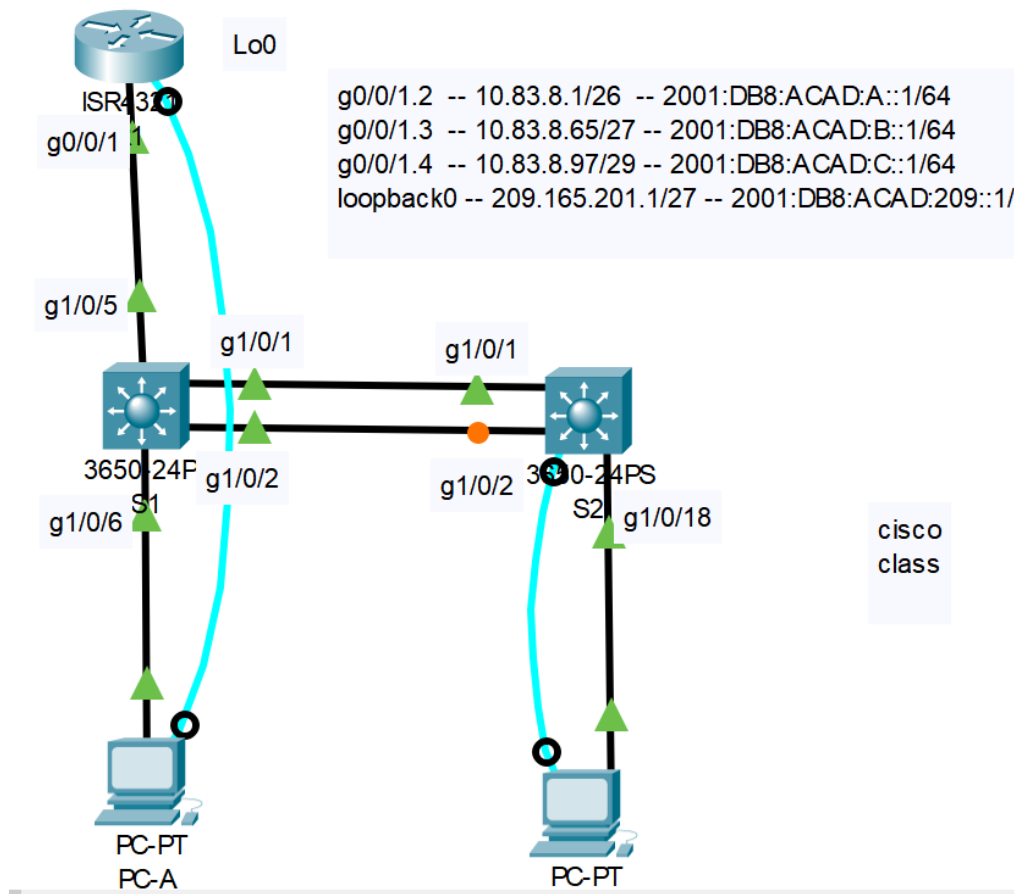 Lo0
ISR4321
g0/0/1
g0/0/1.2 -- 10.83.8.1/26 -- 2001:DB8:ACAD:A::1/64
g0/0/1.3 -- 10.83.8.65/27 -- 2001:DB8:ACAD:B::1/64
g0/0/1.4 -- 10.83.8.97/29 -- 2001:DB8:ACAD:C::1/64
loopback0 -- 209.165.201.1/27 -- 2001:DB8:ACAD:209::1/
g1/0/5
g1/0/1
g1/0/1
3650-24P
S1
g1/0/2
g1/0/2
3650-24PS
S2
g1/0/6
g1/0/18
cisco
class
PC-PT
PC-A
PC-PT